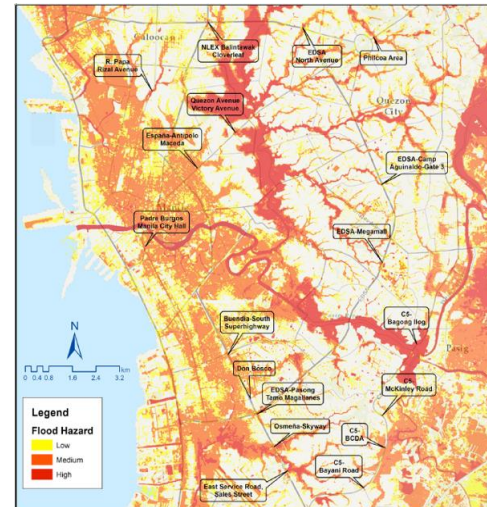 Caloocan
NLEX Balintawak
Cloverleaf
EDSA
North Avenue
Philcoa Area
R. Papa
Rizal Avenue
Quezon Avenue
Victory Avenue
Quezon
City
España-Antipolo
Maceda
EDSA-Camp
Aguinaldo-Gate 3
Padre Burgos
Manila City Hall
EDSA-Megamall
N
km
0 0.4 0.8 1.6 2.4 3.2
Buendia-South
Superhighway
C5-
Bagong Ilog
Pasig
Don Bosco
C5-
McKinley Road
EDSA-Pasong
Tamo Magallanes
Osmeña-Skyway
C5-
BCDA
C5-
Bayani Road
East Service Road,
Sales Street
Legend
Flood Hazard
Low
Medium
High